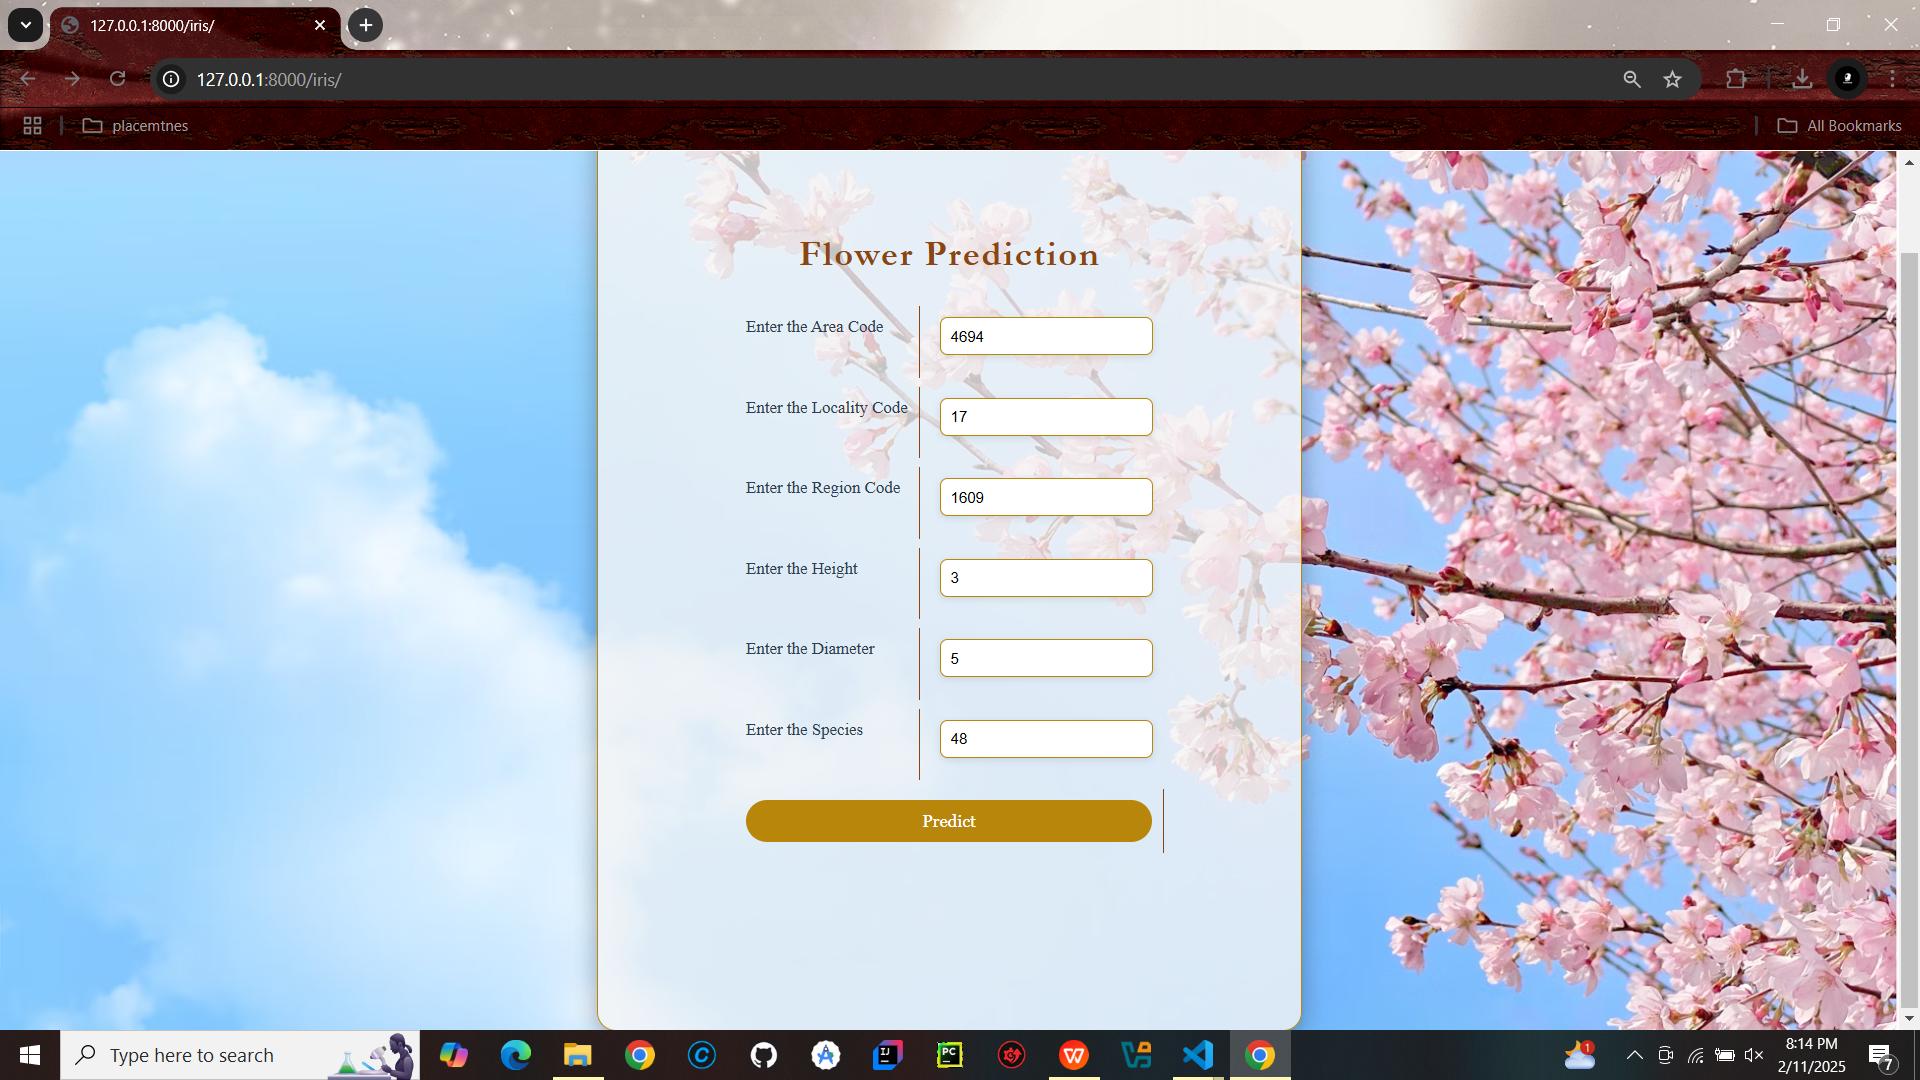 127.0.0.1:8000/iris/
127.0.0.1:8000/iris/
placemtnes
All Bookmarks
Flower Prediction
Enter the Area Code
4694
Enter the Locality Code
17
Enter the Region Code
1609
Enter the Height
3
Enter the Diameter
5
Enter the Species
48
Predict
Type here to search
1
8:14 PM
2/11/2025
7